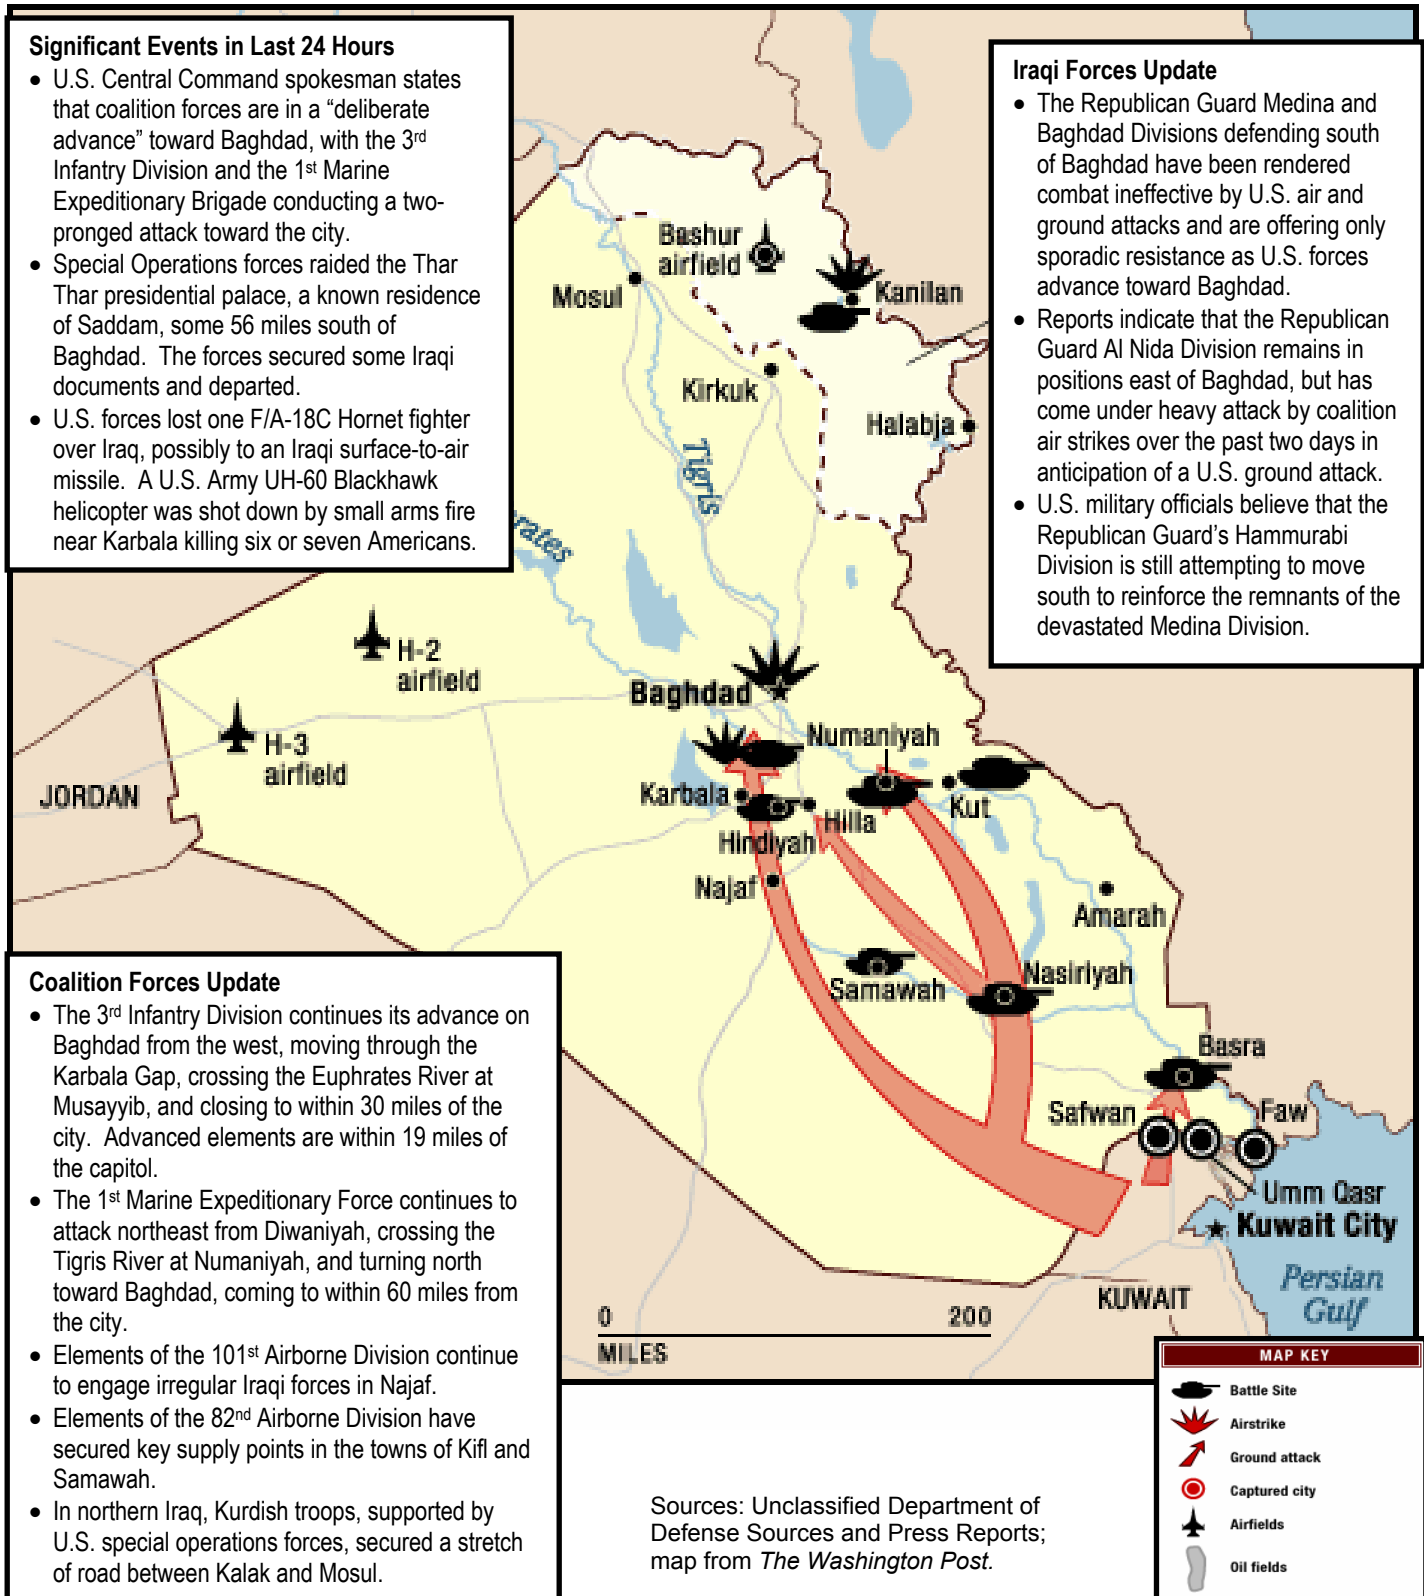 Significant Events in Last 24 Hours
• U.S. Central Command spokesman states
that coalition forces are in a “deliberate
advance” toward Baghdad, with the 3rd
Infantry Division and the 1st Marine
Expeditionary Brigade conducting a two-
pronged attack toward the city.
• Special Operations forces raided the Thar
Thar presidential palace, a known residence
of Saddam, some 56 miles south of
Baghdad. The forces secured some Iraqi
documents and departed.
• U.S. forces lost one F/A-18C Hornet fighter
over Iraq, possibly to an Iraqi surface-to-air
missile. A U.S. Army UH-60 Blackhawk
helicopter was shot down by small arms fire
near Karbala killing six or seven Americans.
Iraqi Forces Update
• The Republican Guard Medina and
Baghdad Divisions defending south
of Baghdad have been rendered
combat ineffective by U.S. air and
ground attacks and are offering only
sporadic resistance as U.S. forces
advance toward Baghdad.
• Reports indicate that the Republican
Guard Al Nida Division remains in
positions east of Baghdad, but has
come under heavy attack by coalition
air strikes over the past two days in
anticipation of a U.S. ground attack.
• U.S. military officials believe that the
Republican Guard’s Hammurabi
Division is still attempting to move
south to reinforce the remnants of the
devastated Medina Division.
Bashur
airfield
Mosul
Kanilan
Kirkuk
Halabja
Tigris
rates
H-2
airfield
Baghdad
H-3
airfield
Numaniyah
JORDAN
Karbala
Kut
Hilla
Hindiyah
Najaf
Amarah
Nasiriyah
Samawah
Basra
Safwan
Faw
Umm Qasr
Kuwait City
Persian
Gulf
KUWAIT
0 200
MILES
Coalition Forces Update
• The 3rd Infantry Division continues its advance on
Baghdad from the west, moving through the
Karbala Gap, crossing the Euphrates River at
Musayyib, and closing to within 30 miles of the
city. Advanced elements are within 19 miles of
the capitol.
• The 1st Marine Expeditionary Force continues to
attack northeast from Diwaniyah, crossing the
Tigris River at Numaniyah, and turning north
toward Baghdad, coming to within 60 miles from
the city.
• Elements of the 101st Airborne Division continue
to engage irregular Iraqi forces in Najaf.
• Elements of the 82nd Airborne Division have
secured key supply points in the towns of Kifl and
Samawah.
• In northern Iraq, Kurdish troops, supported by
U.S. special operations forces, secured a stretch
of road between Kalak and Mosul.
Sources: Unclassified Department of
Defense Sources and Press Reports;
map from The Washington Post.
MAP KEY
Battle Site
Airstrike
Ground attack
Captured city
Airfields
Oil fields